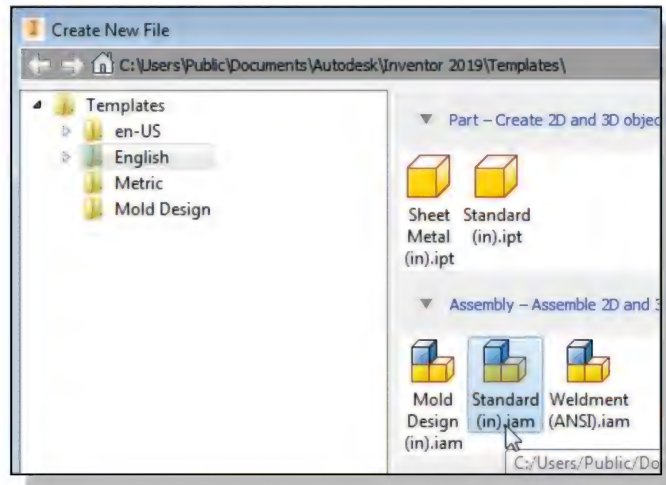 Create New File
C:\Users\Public\Documents\Autodesk\Inventor 2019\Templates\
Templates
en-US
English
Metric
Mold Design
Part – Create 2D and 3D objec
Sheet Metal (in).ipt
Standard (in).ipt
Assembly – Assemble 2D and 3
Mold Design (in).iam
Standard (in).iam
Weldment (ANSI).iam
C:/Users/Public/Do